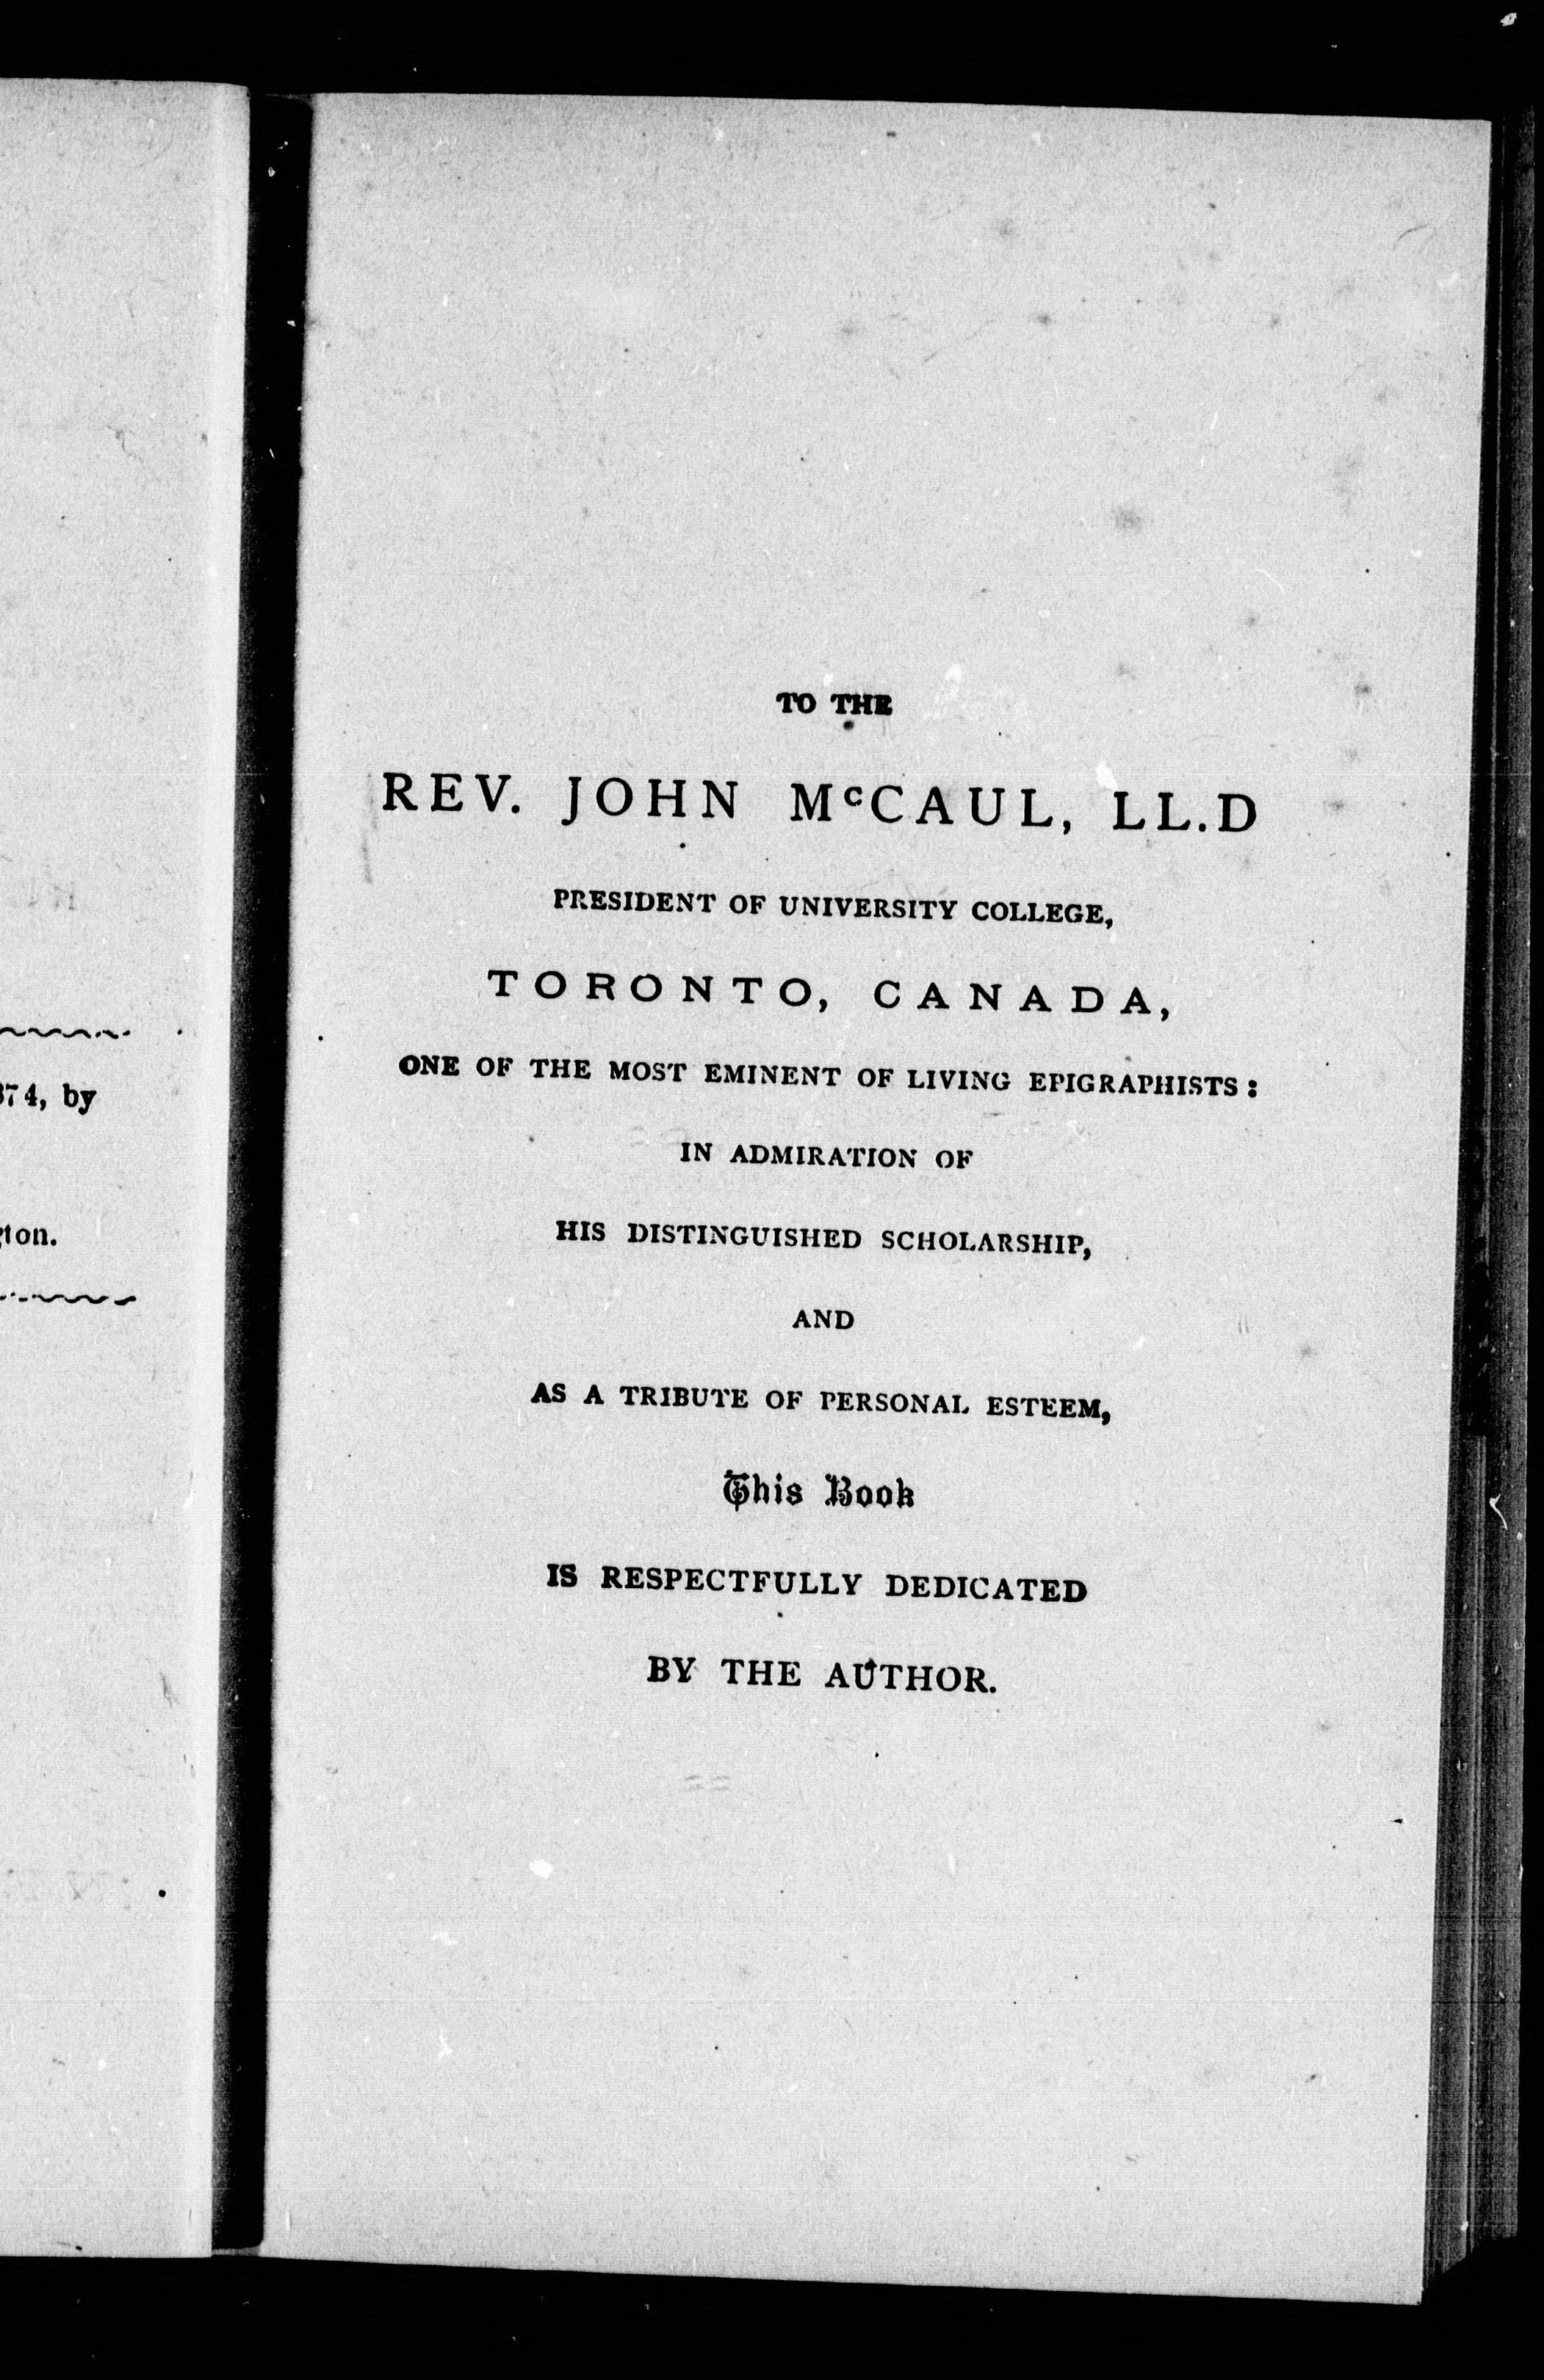 874, by
TO THE
REV. JOHN McCAUL, LL.D
PRESIDENT OF UNIVERSITY COLLEGE,
TORONTO, CANADA,
ONE OF THE MOST EMINENT OF LIVING EPIGRAPHISTS:
IN ADMIRATION OF
HIS DISTINGUISHED SCHOLARSHIP,
AND
AS A TRIBUTE OF PERSONAL ESTEEM,
This Book
IS RESPECTFULLY DEDICATED
BY THE AUTHOR.